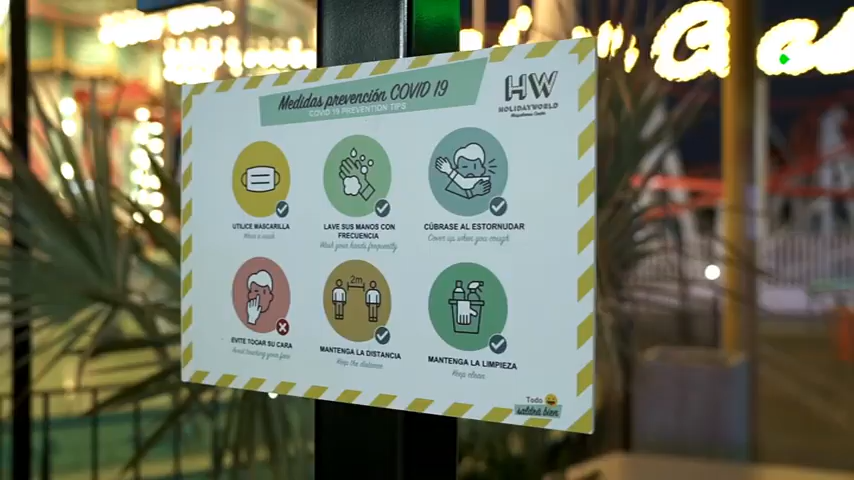 Medidas prevención COVID 19
COVID 19 PREVENTION TIPS
HW
HOLIDAYWORLD
UTILICE MASCARILLA
Wear a mask
LAVE SUS MANOS CON
FRECUENCIA
Wash your hands frequently
CÚBRASE AL ESTORNUDAR
Cover up when you cough
EVITE TOCAR SU CARA
Avoid touching your face
2m
MANTENGA LA DISTANCIA
Keep the distance
MANTENGA LA LIMPIEZA
Keep clean
Todo
saldrá bien